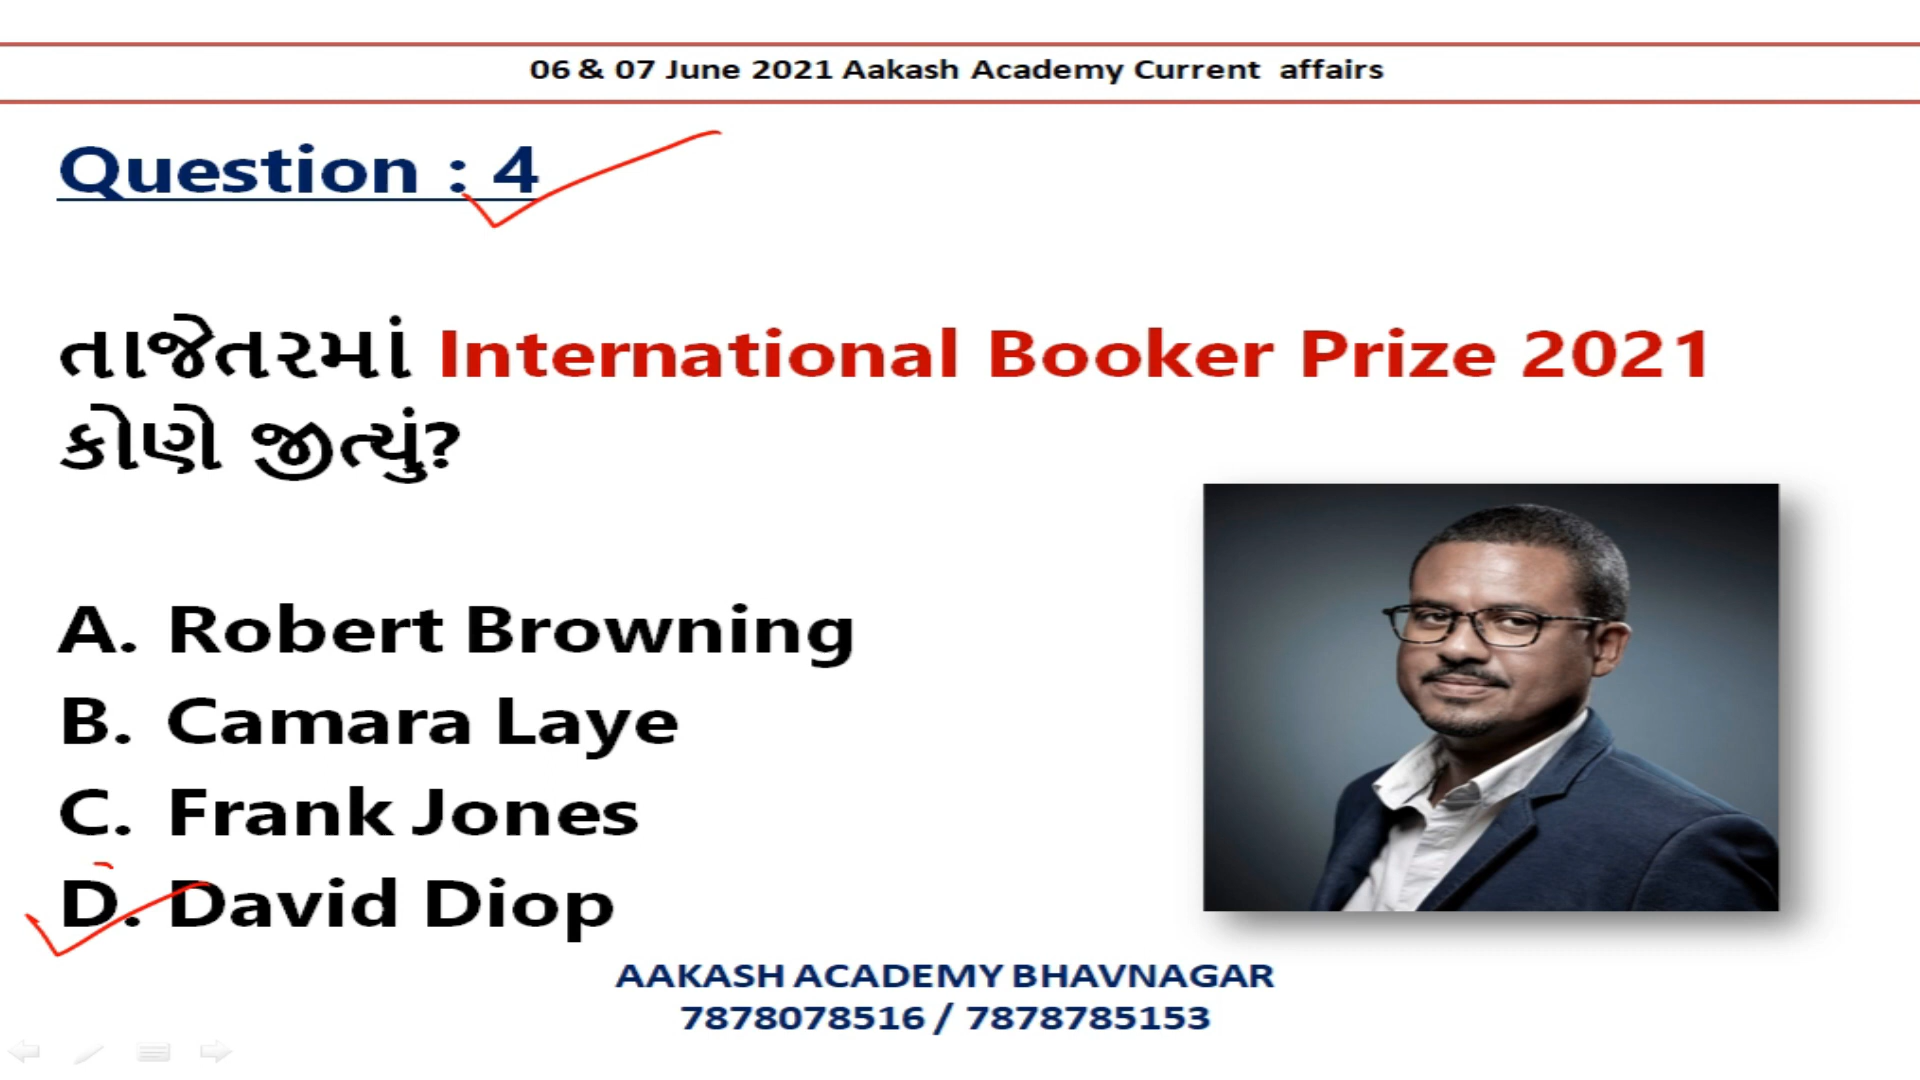 06 & 07 June 2021 Aakash Academy Current affairs
Question : 4
તાજેતરમાં International Booker Prize 2021
કોણે જીત્યું?
A. Robert Browning
B. Camara Laye
C. Frank Jones
D. David Diop
AAKASH ACADEMY BHAVNAGAR
7878078516 / 7878785153